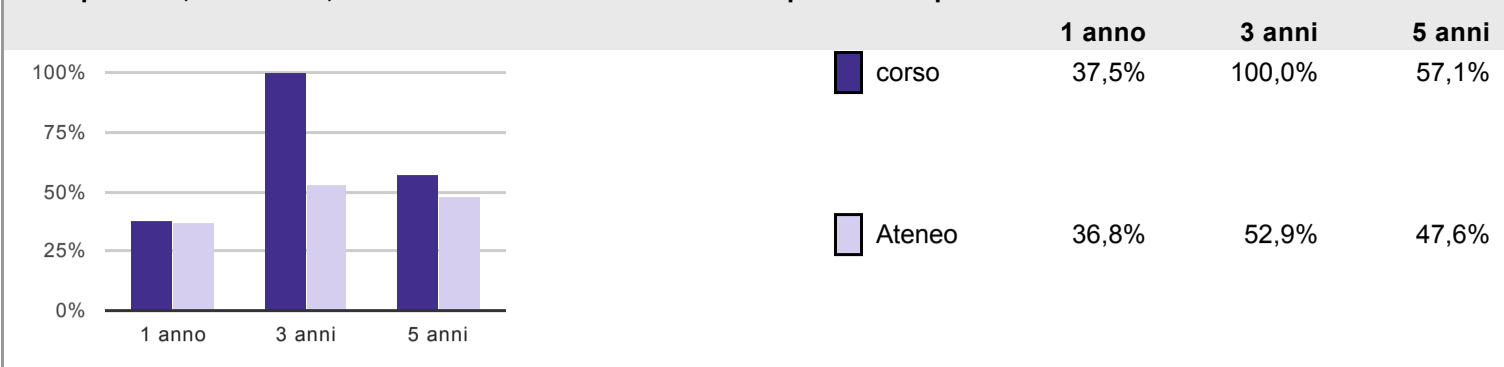 1 anno 3 anni 5 anni
100%
75%
50%
25%
0%
1 anno 3 anni 5 anni
corso 37,5% 100,0% 57,1%
Ateneo 36,8% 52,9% 47,6%